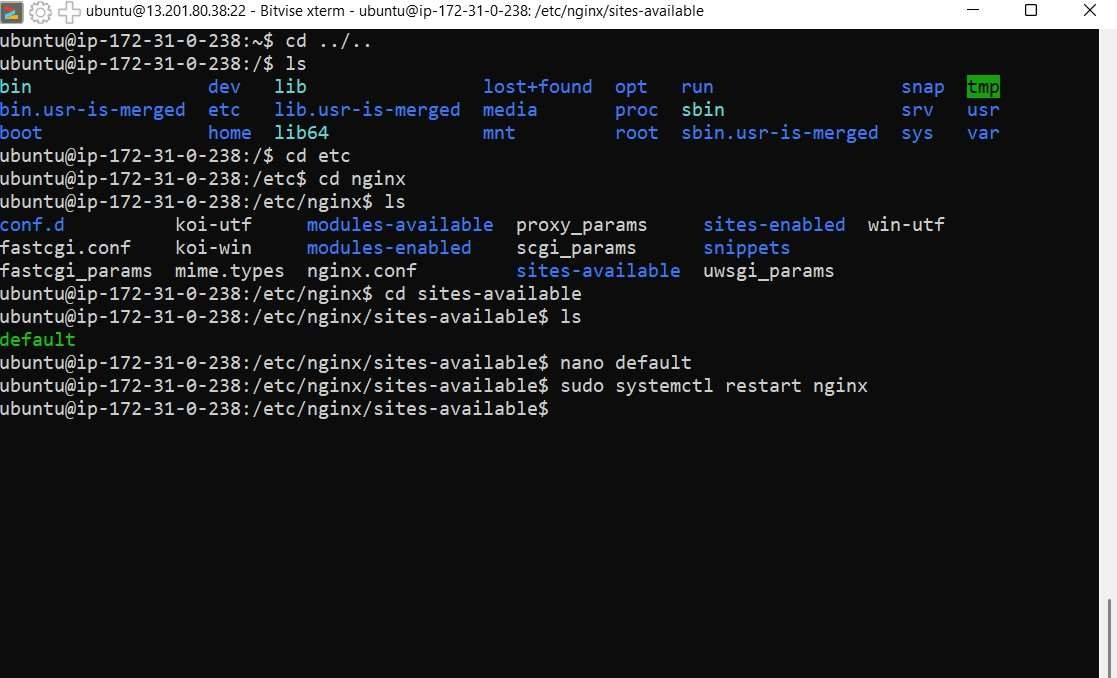 ubuntu@13.201.80.38:22 - Bitvise xterm - ubuntu@ip-172-31-0-238: /etc/nginx/sites-available
ubuntu@ip-172-31-0-238:~$ cd ../..
ubuntu@ip-172-31-0-238:/$ ls
bin                dev   lib                lost+found  opt   run                 snap  tmp
bin.usr-is-merged  etc   lib.usr-is-merged  media       proc  sbin                srv   usr
boot               home  lib64              mnt         root  sbin.usr-is-merged  sys   var
ubuntu@ip-172-31-0-238:/$ cd etc
ubuntu@ip-172-31-0-238:/etc$ cd nginx
ubuntu@ip-172-31-0-238:/etc/nginx$ ls
conf.d          koi-utf     modules-available  proxy_params     sites-enabled  win-utf
fastcgi.conf    koi-win     modules-enabled    scgi_params      snippets
fastcgi_params  mime.types  nginx.conf         sites-available  uwsgi_params
ubuntu@ip-172-31-0-238:/etc/nginx$ cd sites-available
ubuntu@ip-172-31-0-238:/etc/nginx/sites-available$ ls
default
ubuntu@ip-172-31-0-238:/etc/nginx/sites-available$ nano default
ubuntu@ip-172-31-0-238:/etc/nginx/sites-available$ sudo systemctl restart nginx
ubuntu@ip-172-31-0-238:/etc/nginx/sites-available$